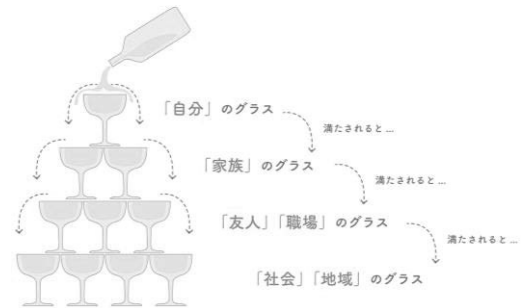 「自分」のグラス
満たされると...
「家族」のグラス
満たされると...
「友人」「職場」のグラス
満たされると...
「社会」「地域」のグラス